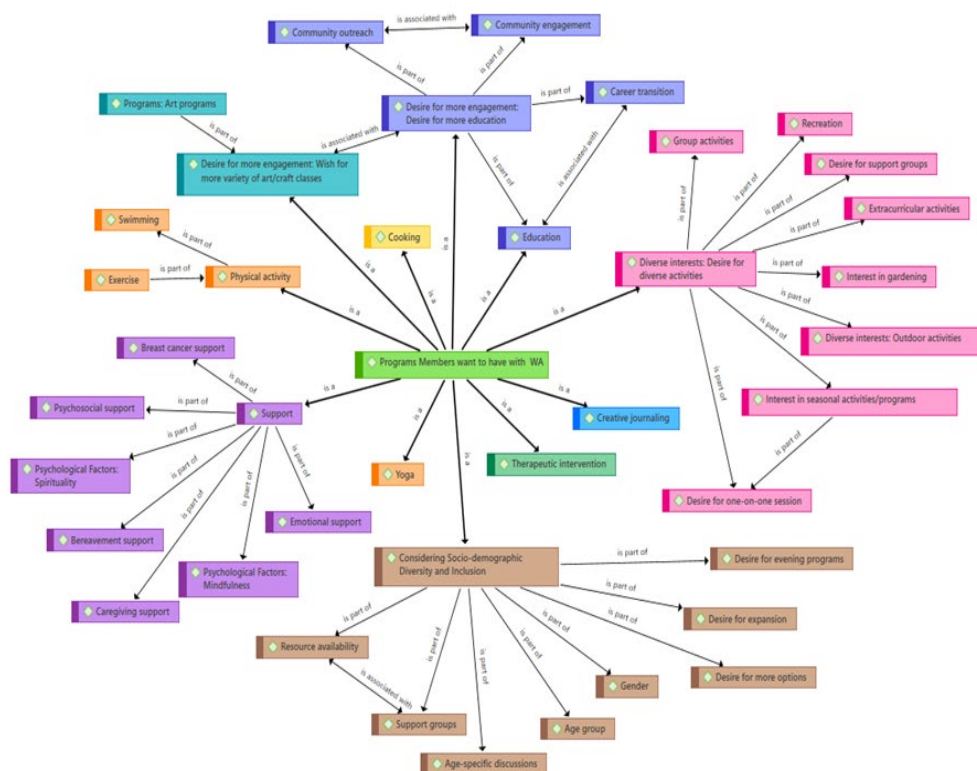 Community outreach
is associated with
Community engagement
is part of
is part of
Programs: Art programs
is part of
Desire for more engagement:
Desire for more education
is part of
Career transition
is associated with
is part of
Desire for more engagement: Wish for
more variety of art/craft classes
is part of
is associated with
Group activities
Recreation
Desire for support groups
Extracurricular activities
is part of
is part of
is part of
is part of
Swimming
is part of
Exercise
is part of
Physical activity
Cooking
Education
Diverse interests: Desire for
diverse activities
is part of
Interest in gardening
is part of
Diverse interests: Outdoor activities
is part of
Interest in seasonal activities/programs
is part of
is part of
Desire for one-on-one session
is a
is a
is a
is a
is a
is a
Programs Members want to have with WA
is a
is a
is a
is a
is a
Breast cancer support
is part of
Psychosocial support
is part of
Support
Psychological Factors:
Spirituality
is part of
Bereavement support
is part of
is part of
is part of
is part of
Emotional support
Psychological Factors:
Mindfulness
Caregiving support
Yoga
Creative journaling
Therapeutic intervention
Considering Socio-demographic
Diversity and Inclusion
is part of
Desire for evening programs
is part of
Desire for expansion
is part of
Desire for more options
is part of
Resource availability
is part of
is part of
is part of
is part of
Gender
is associated with
Support groups
Age group
Age-specific discussions